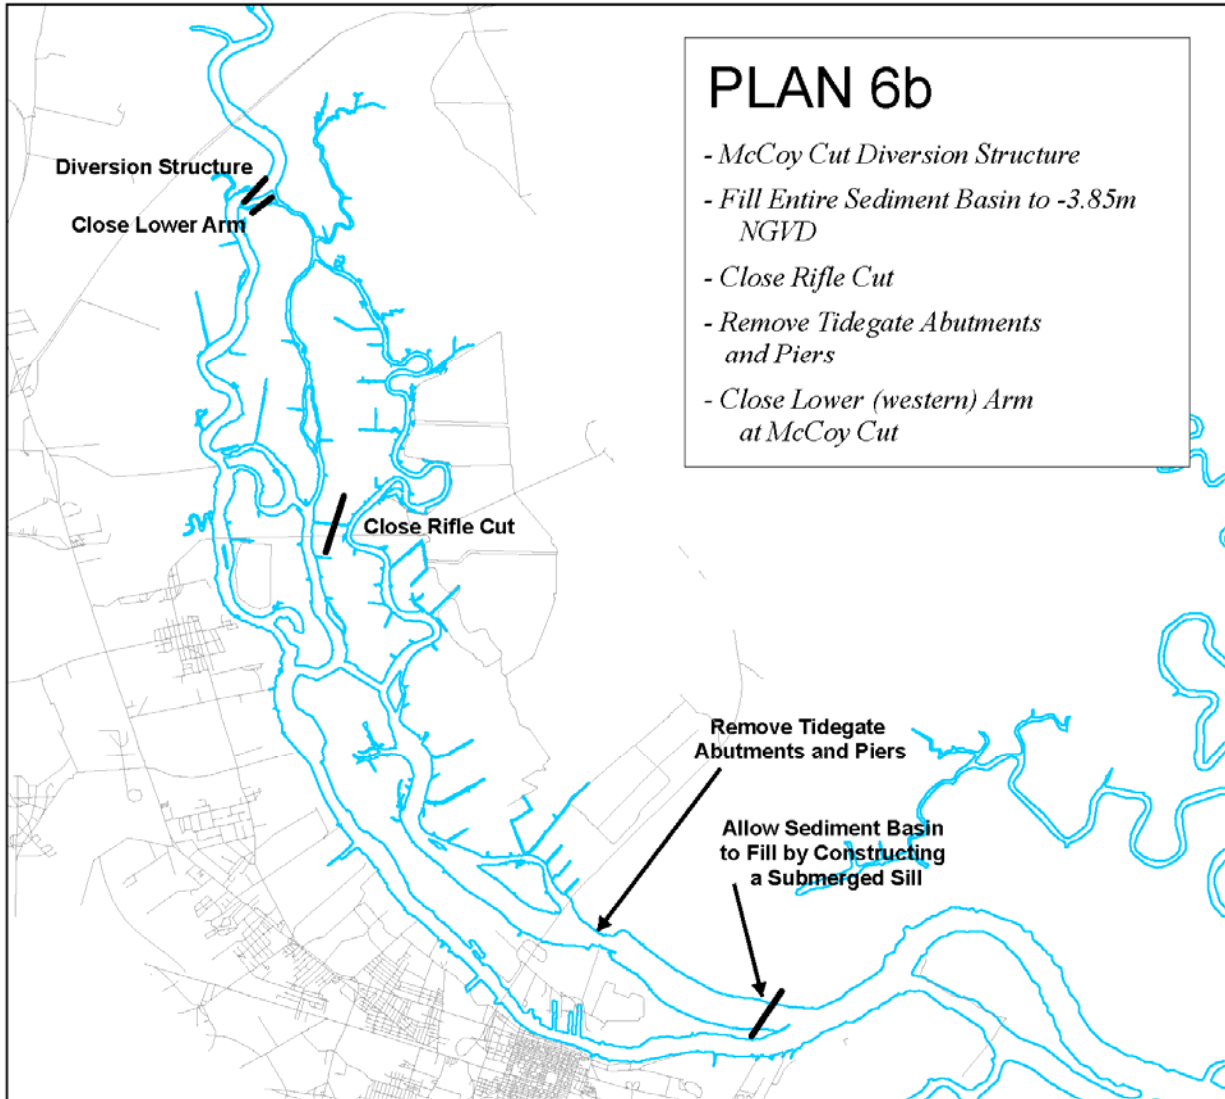 PLAN 6b
- McCoy Cut Diversion Structure
- Fill Entire Sediment Basin to -3.85m
NGVD
- Close Rifle Cut
- Remove Tidegate Abutments
and Piers
- Close Lower (western) Arm
at McCoy Cut
Diversion Structure
Close Lower Arm
Close Rifle Cut
Remove Tidegate
Abutments and Piers
Allow Sediment Basin
to Fill by Constructing
a Submerged Sill